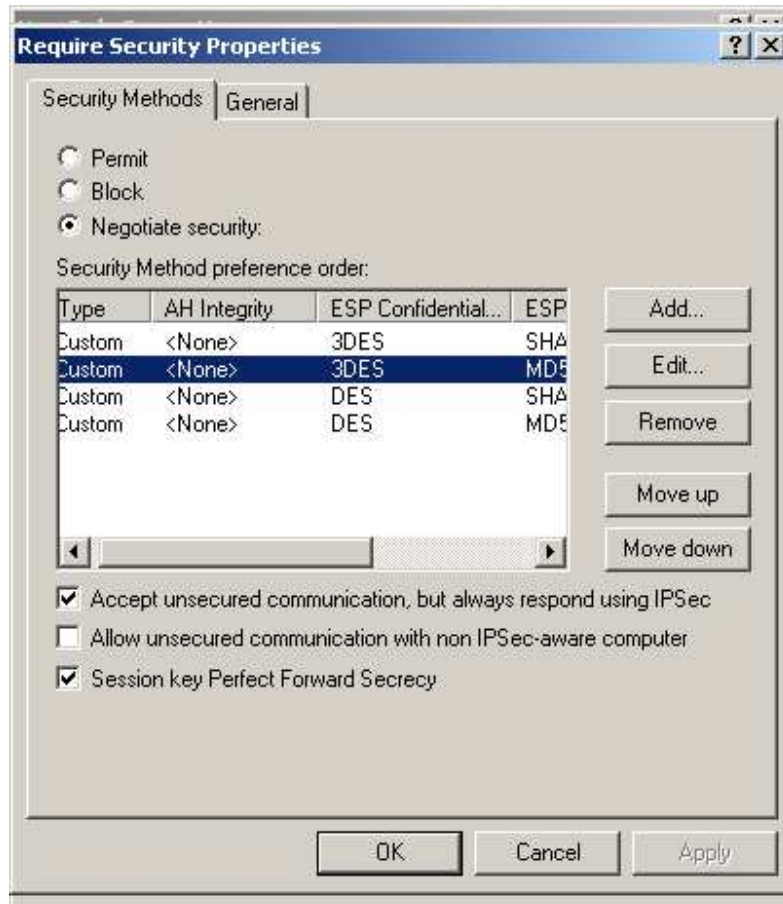 Require Security Properties
Security Methods General
Permit
Block
Negotiate security:
Security Method preference order:
Type AH Integrity ESP Confidential... ESP
Custom <None> 3DES SHA
Custom <None> 3DES MD5
Custom <None> DES SHA
Custom <None> DES MD5
Add...
Edit...
Remove
Move up
Move down
Accept unsecured communication, but always respond using IPSec
Allow unsecured communication with non IPSec-aware computer
Session key Perfect Forward Secrecy
OK Cancel Apply